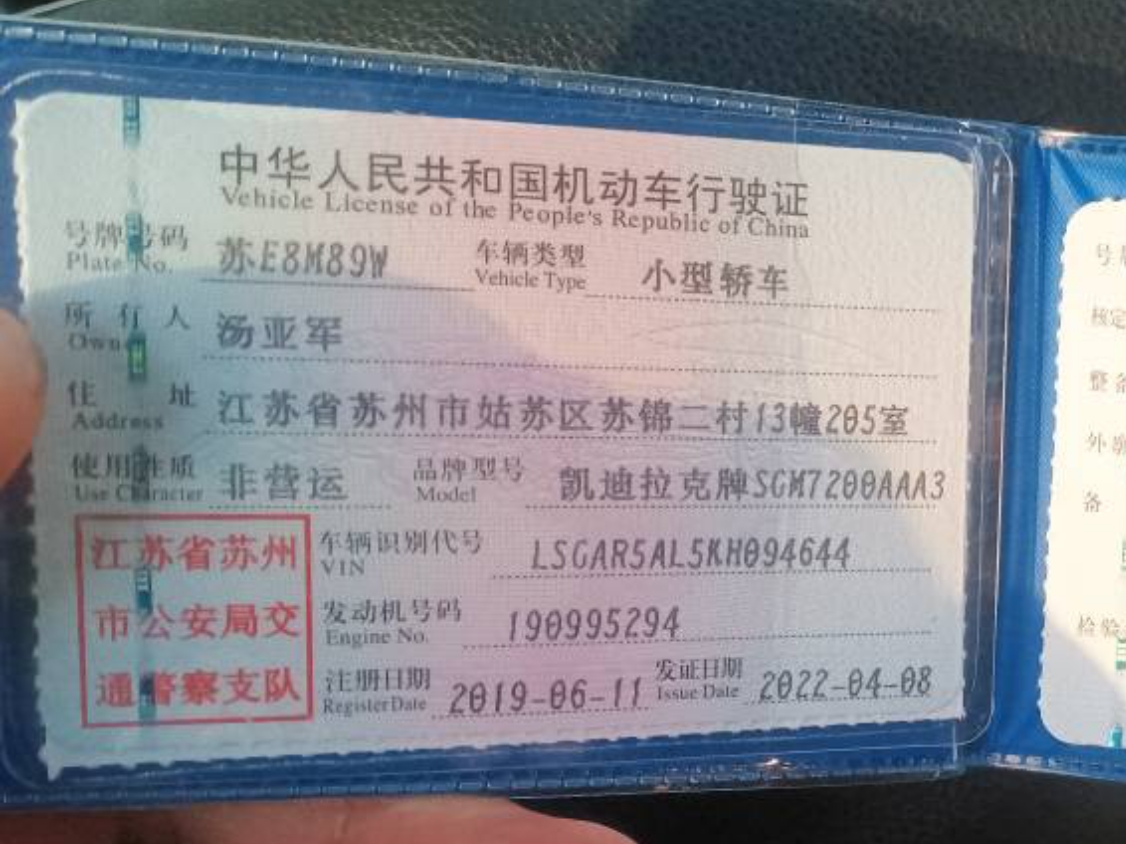 中华人民共和国机动车行驶证
Vehicle License of the People's Republic of China
号牌号码 苏E8M89W 车辆类型 小型轿车
Plate No. Vehicle Type
所有人 汤亚军
Owner
住址 江苏省苏州市姑苏区苏锦二村13幢205室
Address
使用性质 非营运 品牌型号 凯迪拉克牌SGM7200AAA3
Use Character Model
江苏省苏州
市公安局交
通警察支队
车辆识别代号 LSGAR5AL5KH094644
VIN
发动机号码 190995294
Engine No.
注册日期 2019-06-11 发证日期 2022-04-08
Register Date Issue Date
号
核定
整备
外
备
检验